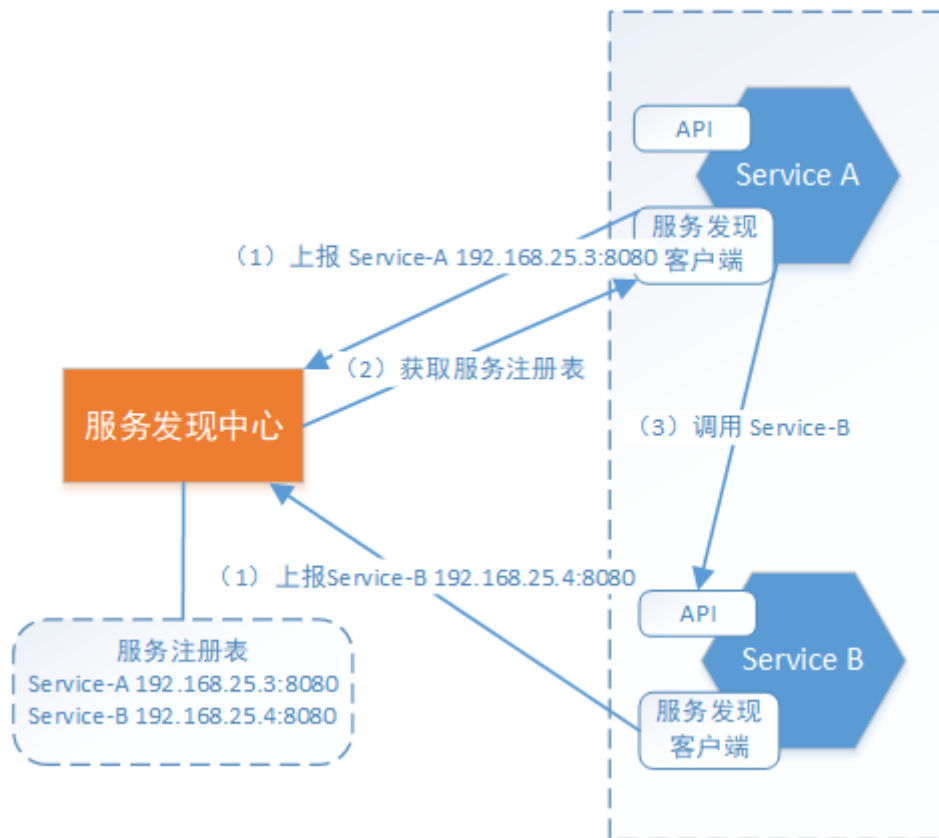 API
Service A
服务发现
客户端
（1）上报 Service-A 192.168.25.3:8080
（2）获取服务注册表
服务发现中心
（3）调用 Service-B
（1）上报Service-B 192.168.25.4:8080
API
Service B
服务发现
客户端
服务注册表
Service-A 192.168.25.3:8080
Service-B 192.168.25.4:8080